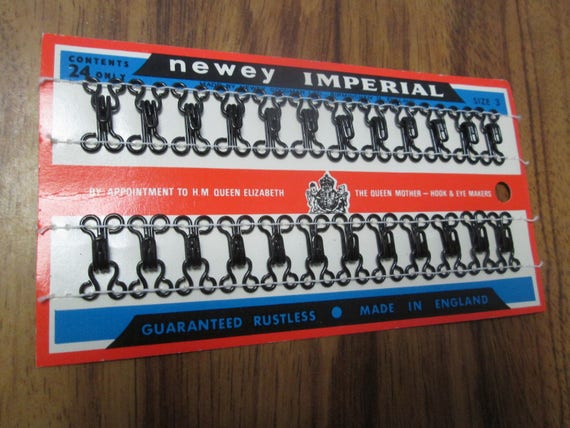 CONTENTS
24 ONLY
newey IMPERIAL
SIZE 3
BY APPOINTMENT TO H.M QUEEN ELIZABETH
THE QUEEN MOTHER — HOOK & EYE MAKERS
GUARANTEED RUSTLESS ● MADE IN ENGLAND